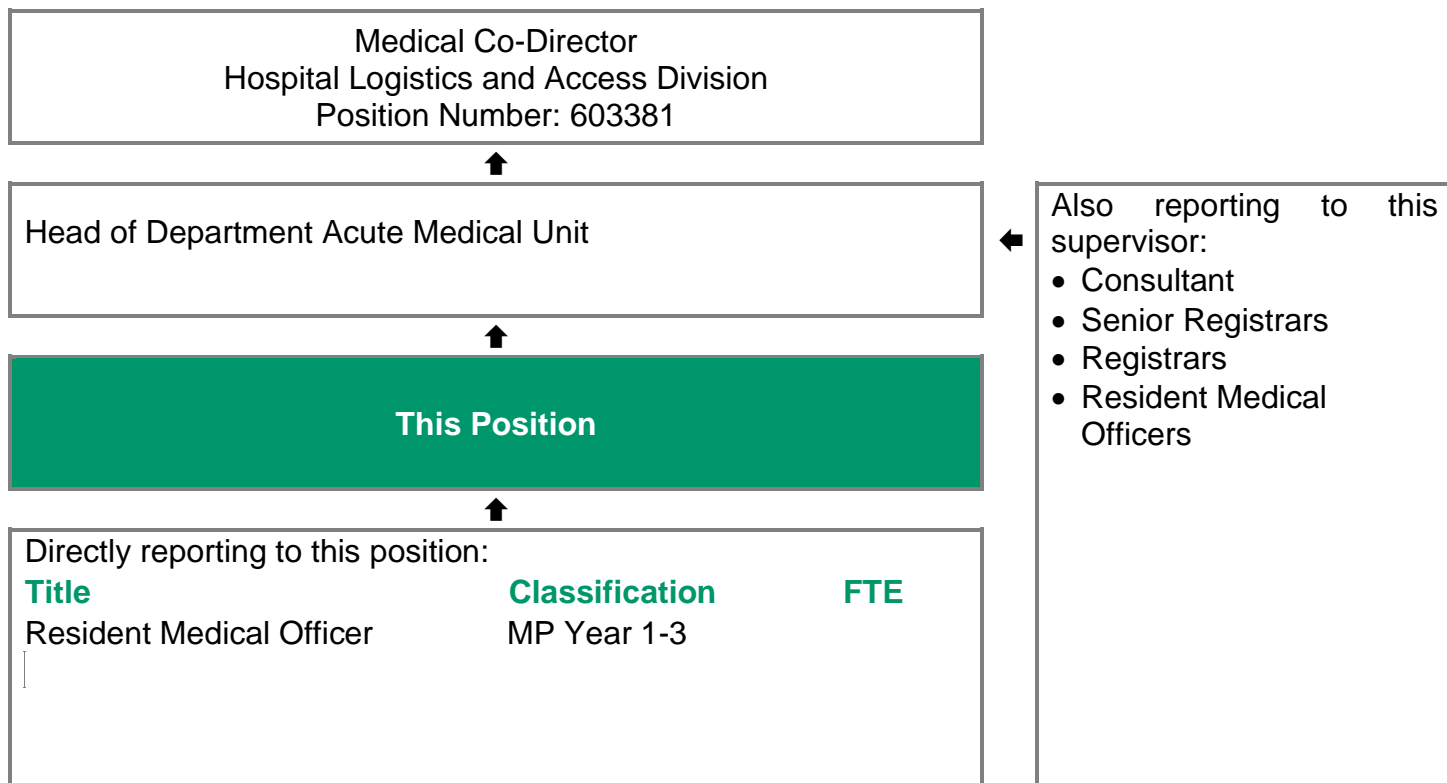 Medical Co-Director
Hospital Logistics and Access Division
Position Number: 603381
Head of Department Acute Medical Unit
Also reporting to this
supervisor:
• Consultant
• Senior Registrars
• Registrars
• Resident Medical
Officers
This Position
Directly reporting to this position:
Title Classification FTE
Resident Medical Officer MP Year 1-3